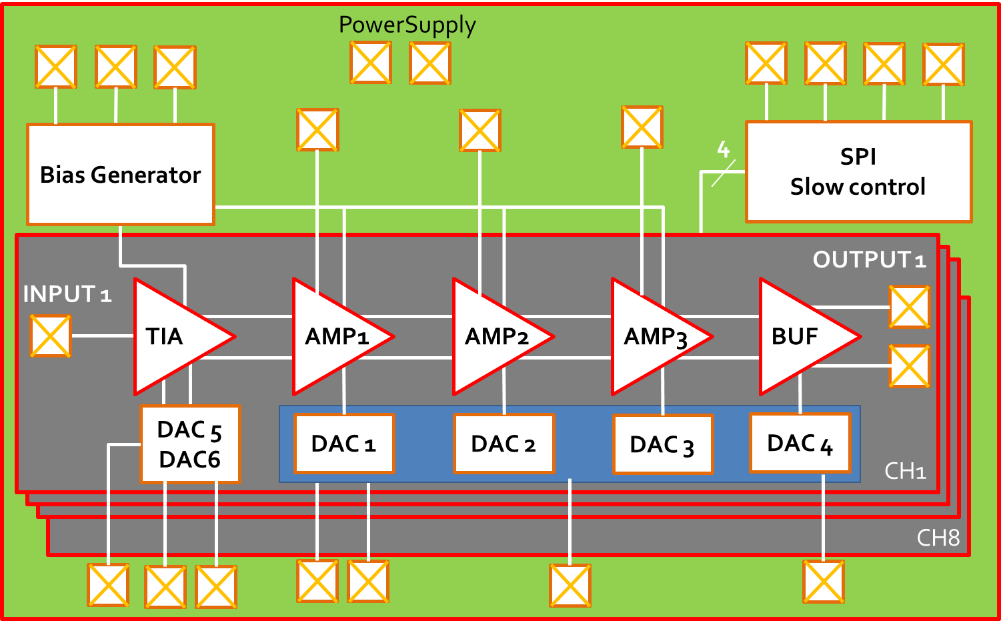 PowerSupply
Bias Generator
4
SPI
Slow control
INPUT 1
OUTPUT 1
TIA
AMP1
AMP2
AMP3
BUF
DAC 5
DAC6
DAC 1
DAC 2
DAC 3
DAC 4
CH1
CH8